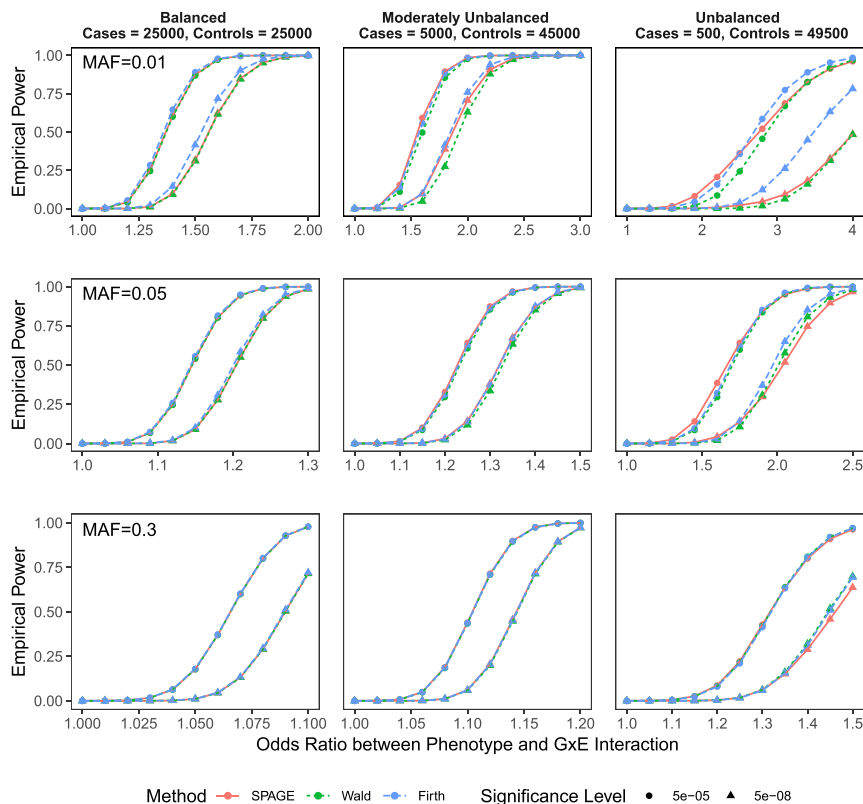 Balanced
Cases = 25000, Controls = 25000
Moderately Unbalanced
Cases = 5000, Controls = 45000
Unbalanced
Cases = 500, Controls = 49500
Empirical Power
1.00
0.75
0.50
0.25
0.00
MAF=0.01
1.00 1.25 1.50 1.75 2.00
1.0 1.5 2.0 2.5 3.0
1 2 3 4
Empirical Power
1.00
0.75
0.50
0.25
0.00
MAF=0.05
1.0 1.1 1.2 1.3
1.0 1.1 1.2 1.3 1.4 1.5
1.0 1.5 2.0 2.5
Empirical Power
1.00
0.75
0.50
0.25
0.00
MAF=0.3
1.000 1.025 1.050 1.075 1.100
1.00 1.05 1.10 1.15 1.20
1.0 1.1 1.2 1.3 1.4 1.5
Odds Ratio between Phenotype and GxE Interaction
Method SPAGE Wald Firth Significance Level 5e−05 5e−08